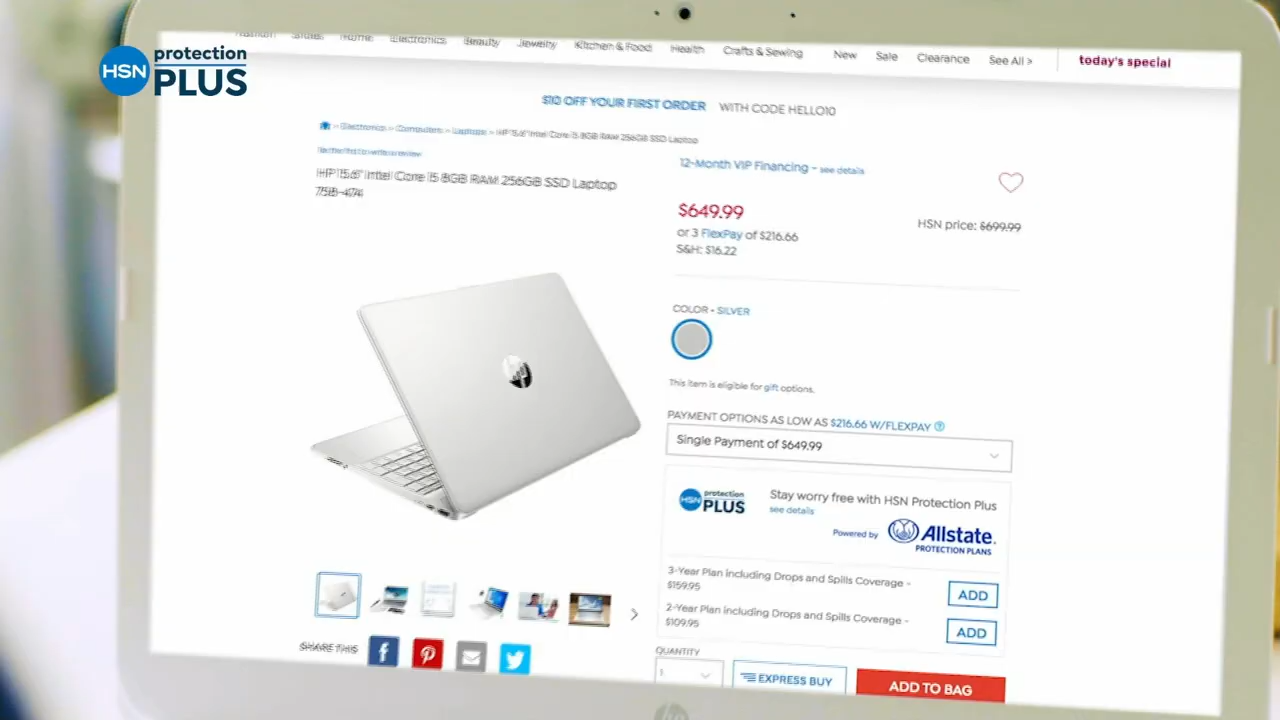 HSN protection PLUS
Fashion Shoes Home Electronics Beauty Jewelry Kitchen & Food Health Crafts & Sewing New Sale Clearance See All > today's special
$10 OFF YOUR FIRST ORDER WITH CODE HELLO10
> Electronics > Computers > Laptops > HP 15.6" Intel Core i5 8GB RAM 256GB SSD Laptop
Be the first to write a review
HP 15.6" Intel Core i5 8GB RAM 256GB SSD Laptop
758-474
12-Month VIP Financing - see details
$649.99
HSN price: $699.99
or 3 FlexPay of $216.66
S&H: $16.22
COLOR - SILVER
This item is eligible for gift options.
PAYMENT OPTIONS AS LOW AS $216.66 W/FLEXPAY ?
Single Payment of $649.99
HSN protection PLUS
Stay worry free with HSN Protection Plus
see details
Powered by Allstate.
PROTECTION PLANS
3-Year Plan including Drops and Spills Coverage -
$159.95
ADD
2-Year Plan including Drops and Spills Coverage -
$109.95
ADD
SHARE THIS
QUANTITY
1
EXPRESS BUY
ADD TO BAG
hp